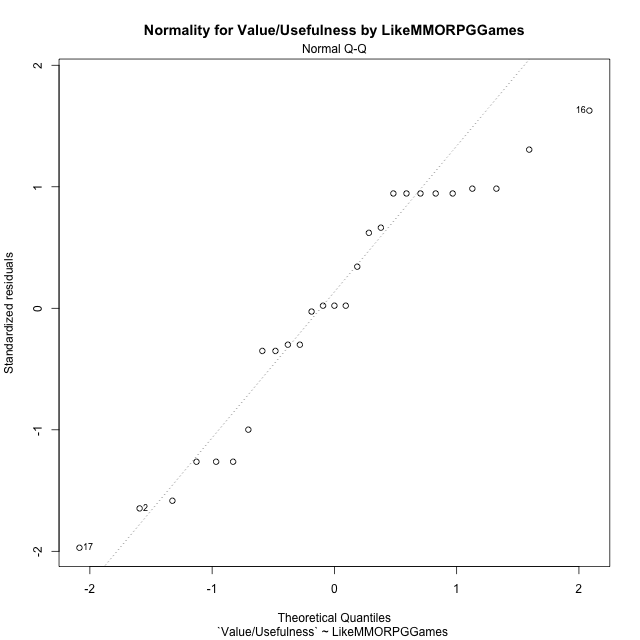 Normality for Value/Usefulness by LikeMMORPGGames
Normal Q-Q
2
1
0
-1
-2
Standardized residuals
16
2
17
-2
-1
0
1
2
Theoretical Quantiles
`Value/Usefulness` ~ LikeMMORPGGames